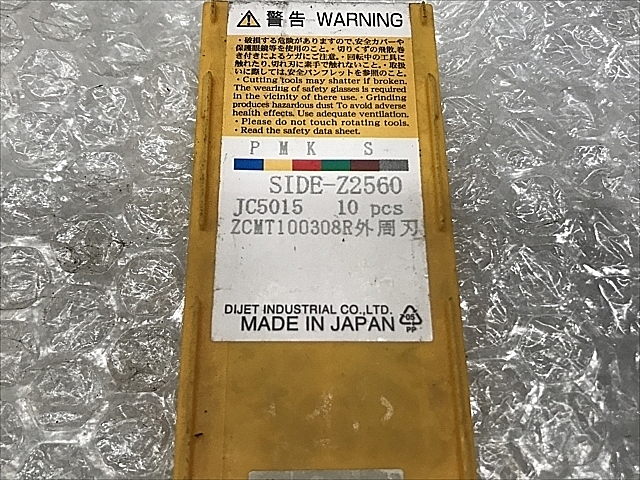 警告 WARNING
・破損する危険がありますので、安全カバーや
保護眼鏡等を使用のこと。・切りくずの飛散、巻
き付きによるケガにご注意。・回転中の工具に
触れたり、切れ刃に素手で触れないこと。・取扱
いに際しては、安全パンフレットを参照のこと。
・Cutting tools may shatter if broken.
The wearing of safety glasses is required
in the vicinity of there use. ・Grinding
produces hazardous dust To avoid adverse
health effects. Use adequate ventilation.
・Please do not touch rotating tools.
・Read the safety data sheet.
P M K S
SIDE-Z2560
JC5015 10 pcs
ZCMT100308R外周刃
DIJET INDUSTRIAL CO.,LTD.
MADE IN JAPAN
05
PP